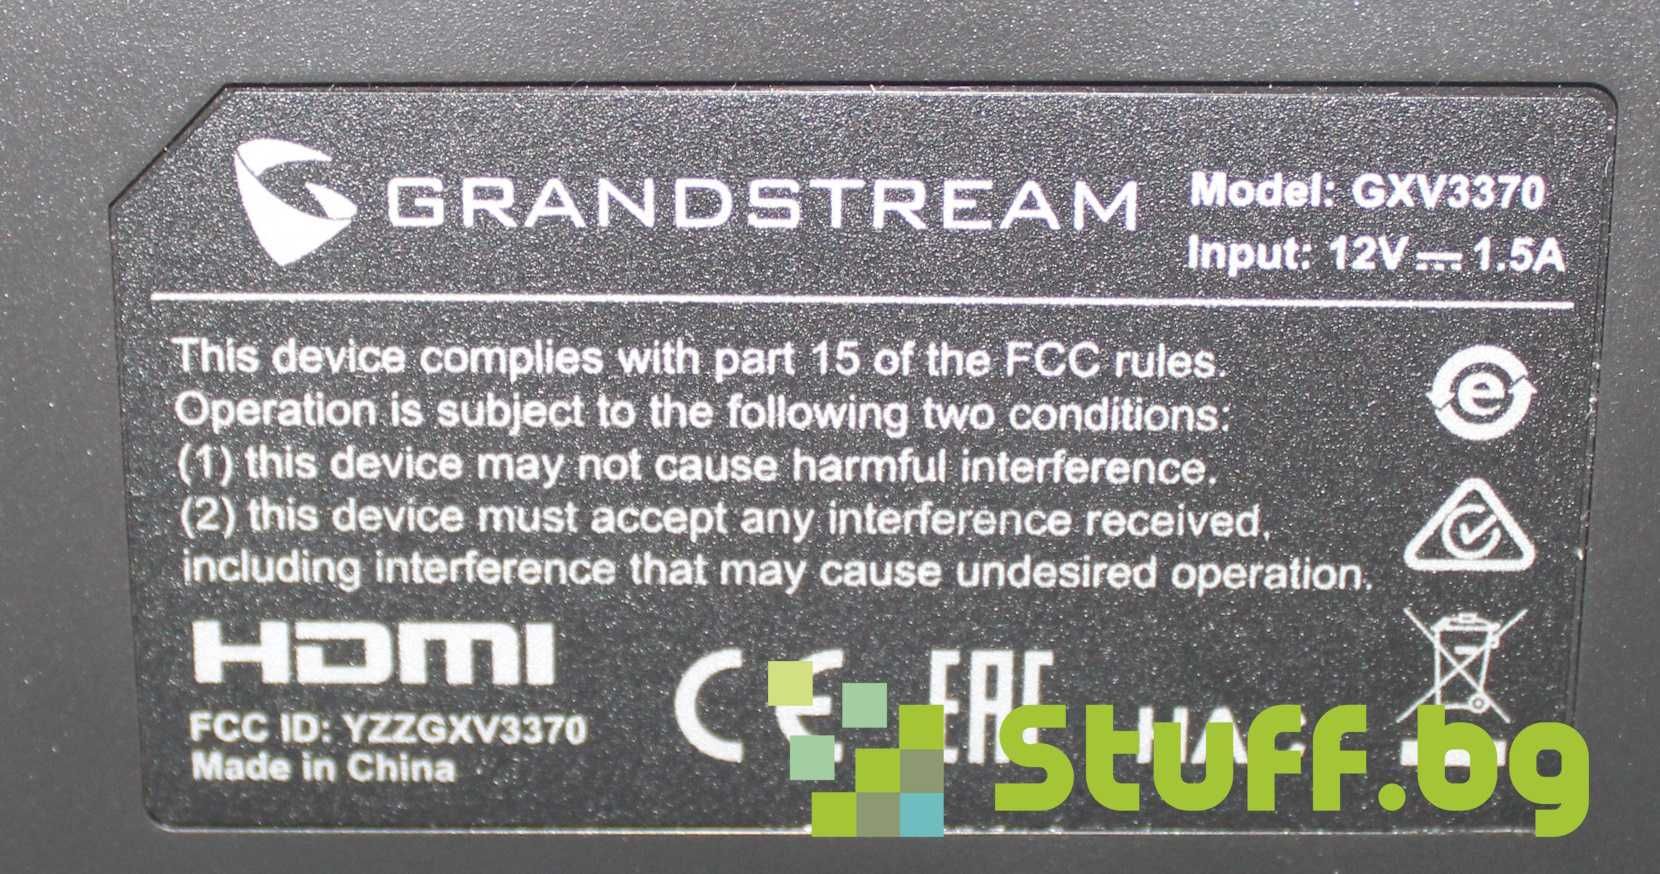 GRANDSTREAM
Model: GXV3370
Input: 12V ⎓ 1.5A
This device complies with part 15 of the FCC rules.
Operation is subject to the following two conditions:
(1) this device may not cause harmful interference.
(2) this device must accept any interference received,
including interference that may cause undesired operation.
HDMI
FCC ID: YZZGXV3370
Made in China
CE
EAC
HAC
Stuff.bg